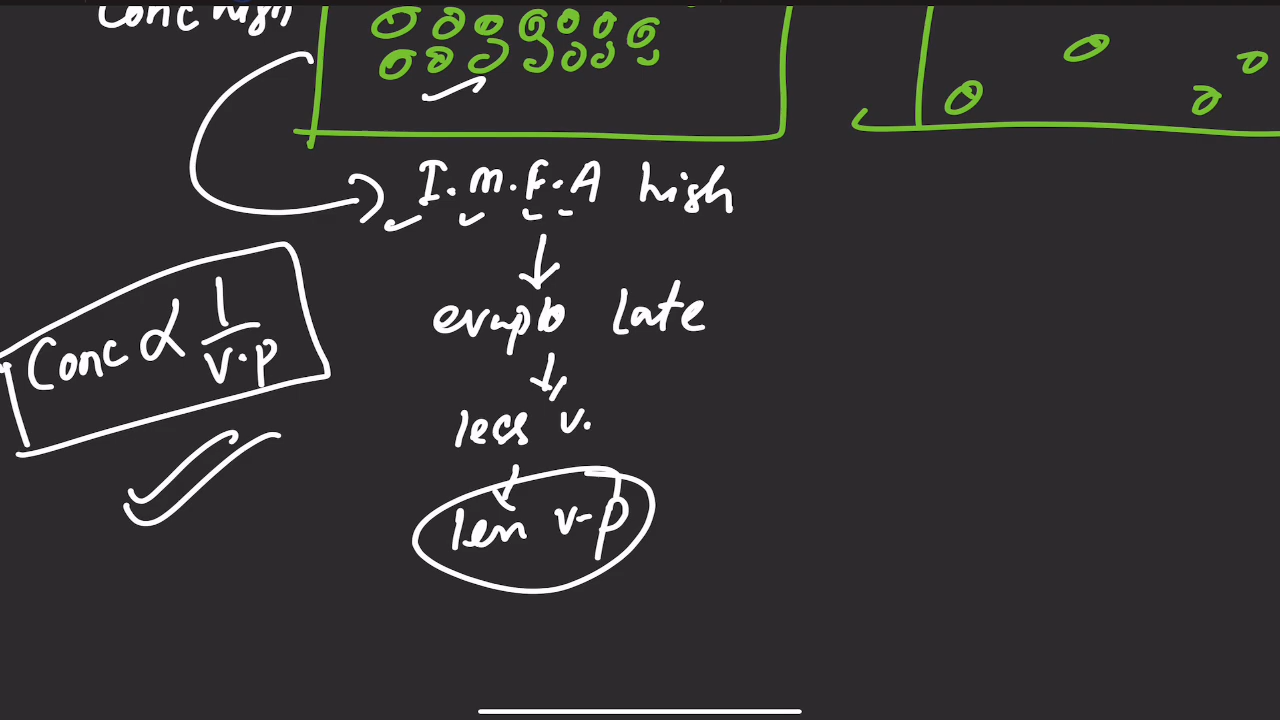 Conc high
I.M.F.A high
evapo late
Conc ∝ 1/v.p
less v.
less v-p